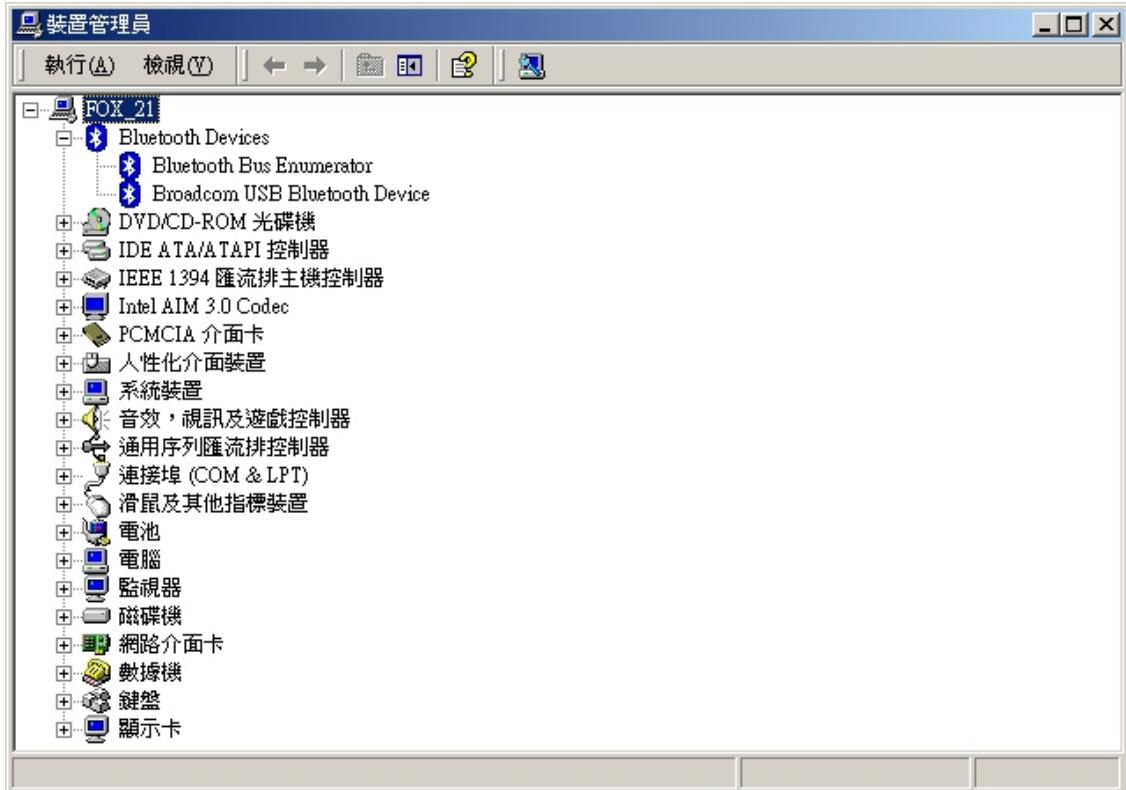 裝置管理員
執行(A) 檢視(V)
FOX_21
Bluetooth Devices
Bluetooth Bus Enumerator
Broadcom USB Bluetooth Device
DVD/CD-ROM 光碟機
IDE ATA/ATAPI 控制器
IEEE 1394 匯流排主機控制器
Intel AIM 3.0 Codec
PCMCIA 介面卡
人性化介面裝置
系統裝置
音效，視訊及遊戲控制器
通用序列匯流排控制器
連接埠 (COM & LPT)
滑鼠及其他指標裝置
電池
電腦
監視器
磁碟機
網路介面卡
數據機
鍵盤
顯示卡